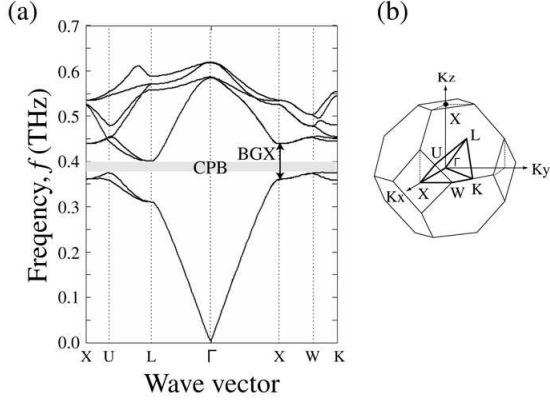 (a)
0.7
0.6
0.5
0.4
0.3
0.2
0.1
0.0
Freqency, f (THz)
BGX
CPB
X U L Γ X W K
Wave vector
(b)
Kz
X
L
U
Γ
Ky
X
W
K
Kx